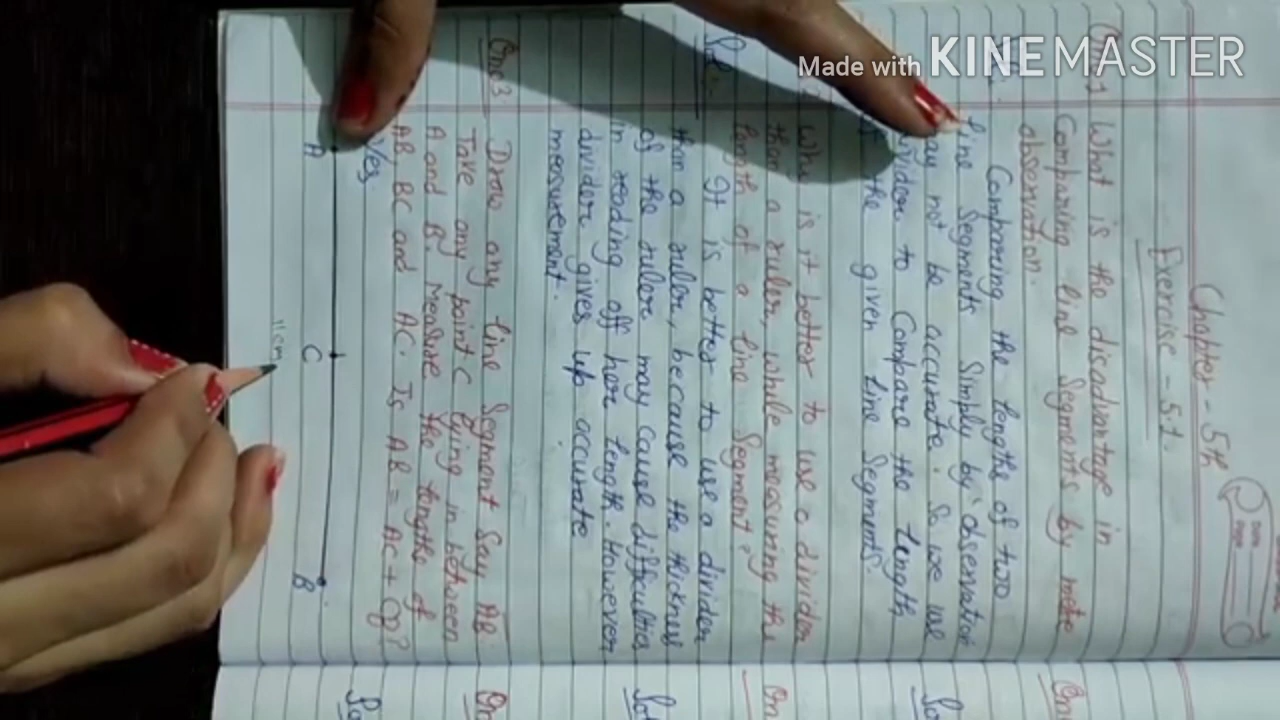 Made with KINEMASTER
Chapter - 5th
Exercise - 5.1
Date
Page
What is the disadvantage in
Comparing line Segments by mete
observation.
Comparing the lengths of two
line Segments Simply by observation
may not be accurate. So we use
divider to Compare the length
of the given line Segments.
Why is it better to use a divider
than a ruler, while measuring the
length of a line Segment?
Sol:- It is better to use a divider
than a ruler, because the thickness
of the ruler may cause difficulties
in reading off her length. However
divider gives up accurate
measurement.
Que3 Draw any line Segment Say AB.
Take any point C lying in between
A and B. Measure the lengths of
AB, BC and AC. Is AB = AC +
Yes
A C B
11cm